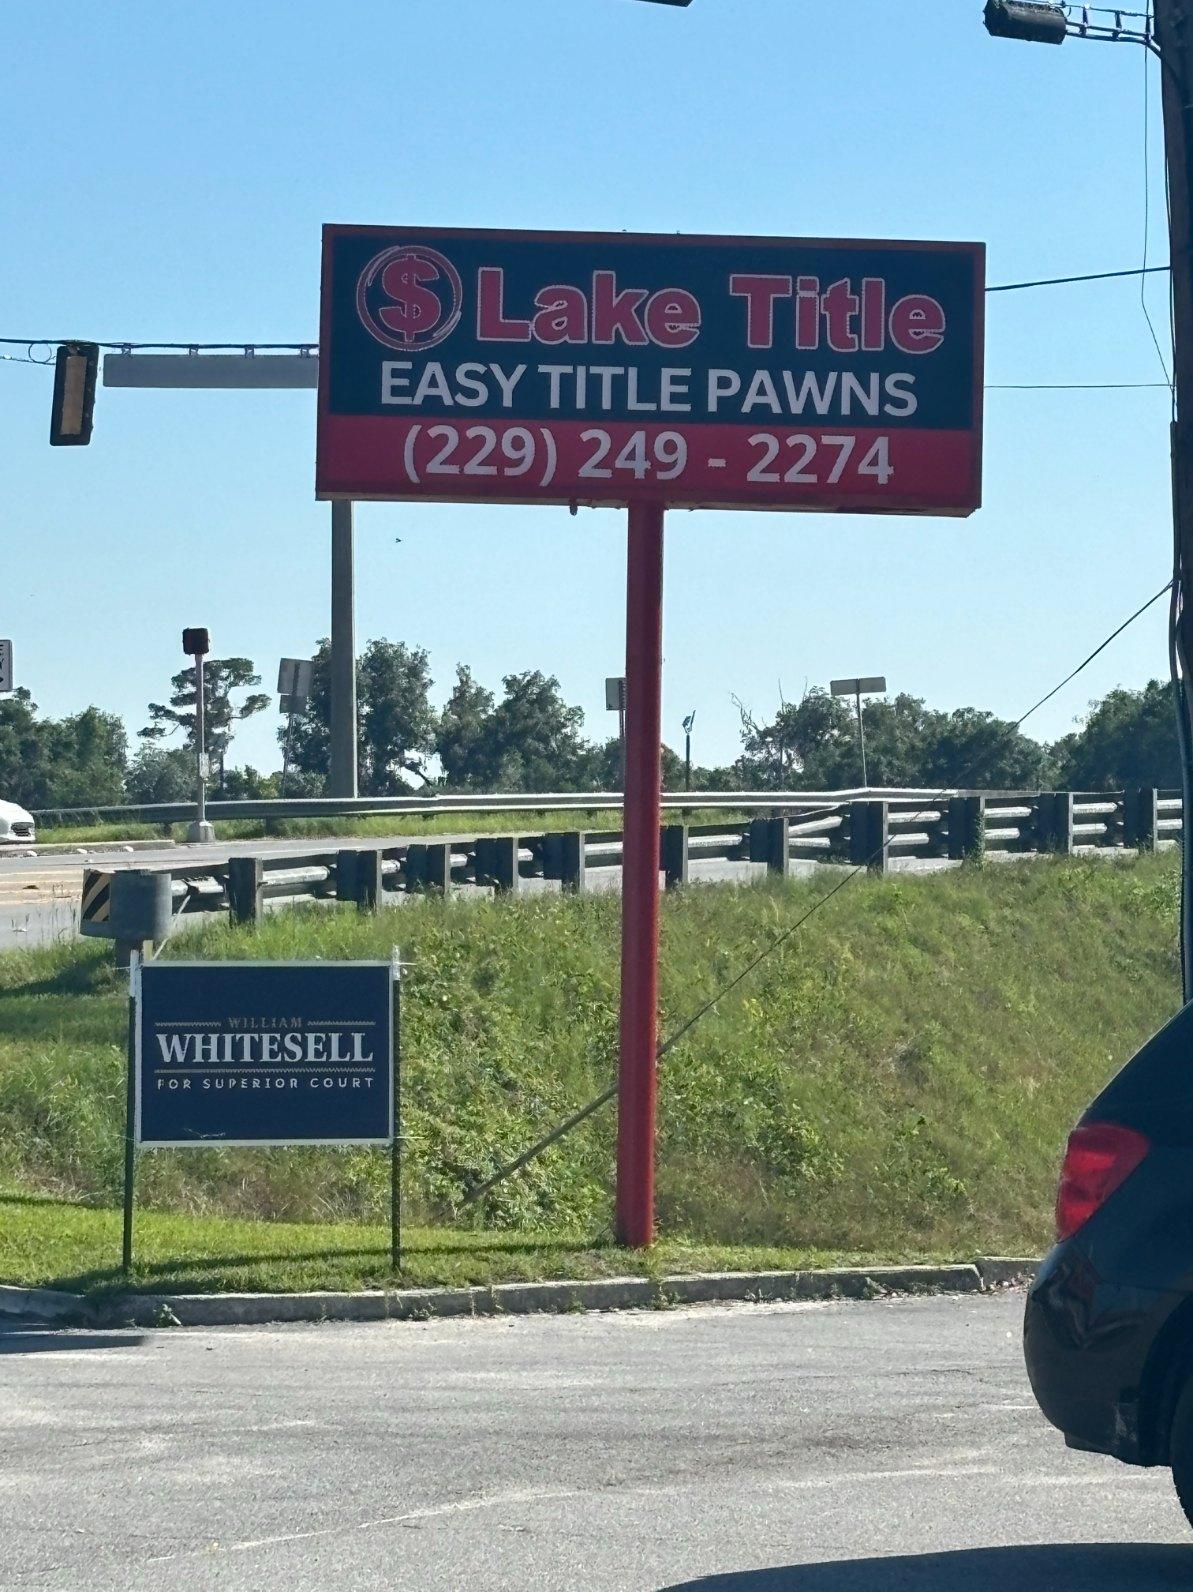 $ Lake Title
EASY TITLE PAWNS
(229) 249 - 2274
WILLIAM
WHITESELL
FOR SUPERIOR COURT